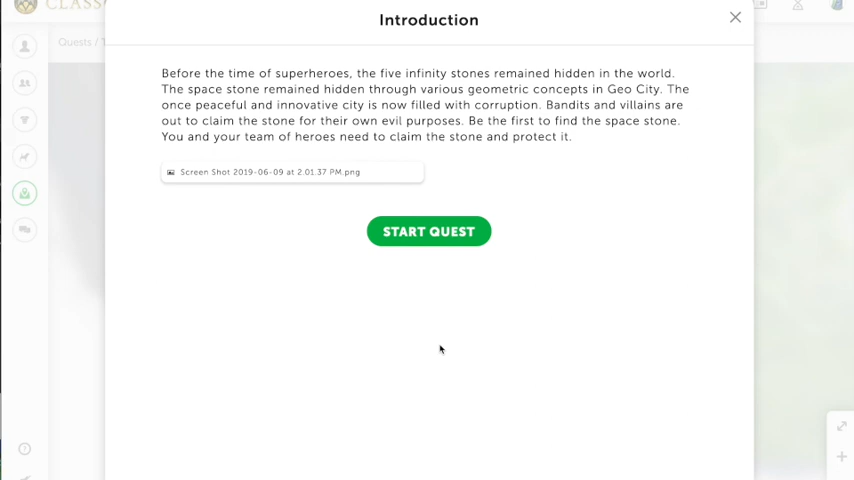 CLASS
Introduction
Quests / T
Before the time of superheroes, the five infinity stones remained hidden in the world.
The space stone remained hidden through various geometric concepts in Geo City. The
once peaceful and innovative city is now filled with corruption. Bandits and villains are
out to claim the stone for their own evil purposes. Be the first to find the space stone.
You and your team of heroes need to claim the stone and protect it.
Screen Shot 2019-06-09 at 2.01.37 PM.png
START QUEST